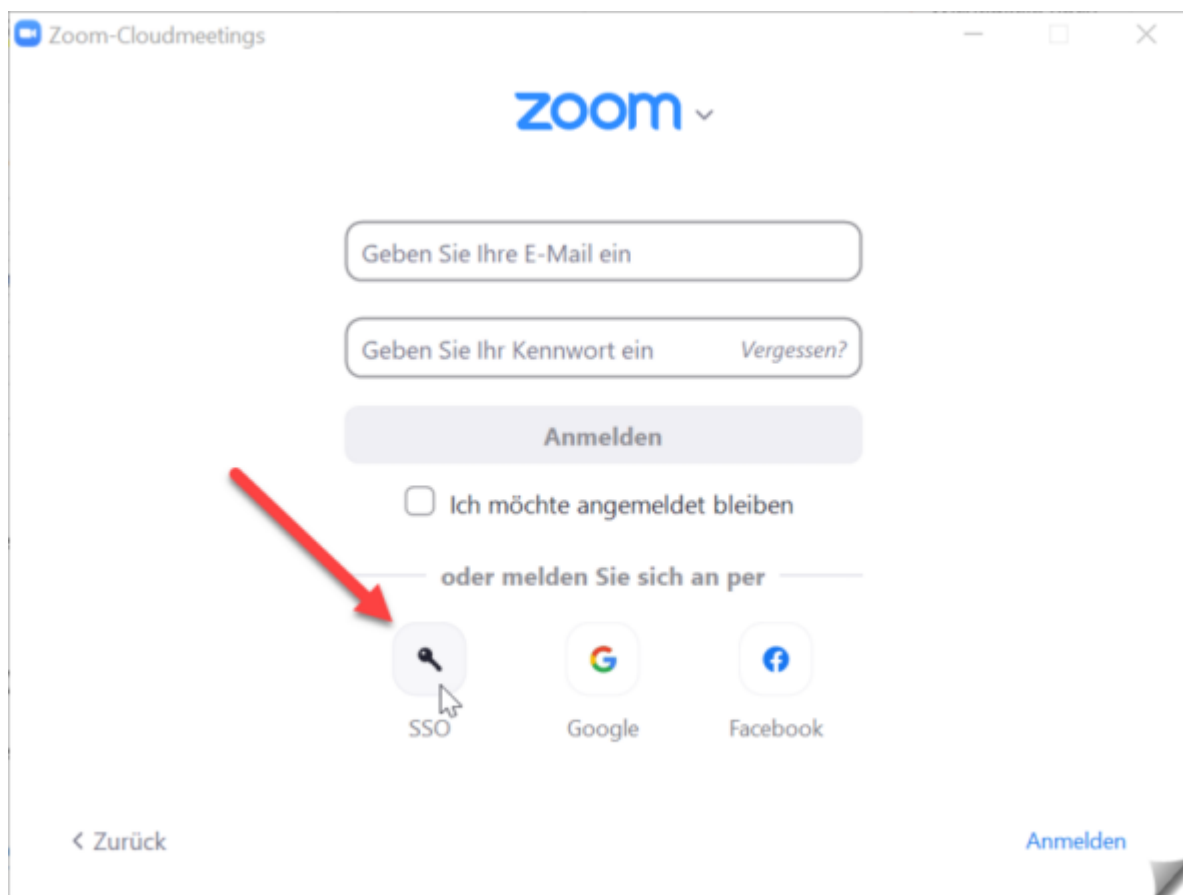 Zoom-Cloudmeetings
zoom
Geben Sie Ihre E-Mail ein
Geben Sie Ihr Kennwort ein Vergessen?
Anmelden
Ich möchte angemeldet bleiben
oder melden Sie sich an per
SSO Google Facebook
Zurück Anmelden